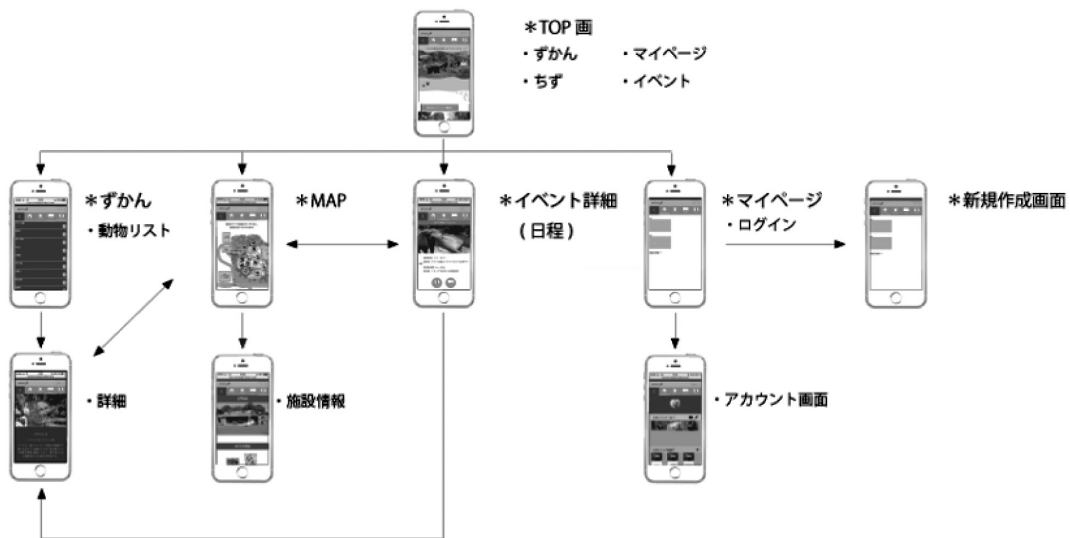 ＊TOP 画
・ずかん ・マイページ
・ちず ・イベント
＊ずかん
・動物リスト
＊MAP
＊イベント詳細
( 日程 )
＊マイページ
・ログイン
＊新規作成画面
・詳細
・施設情報
・アカウント画面